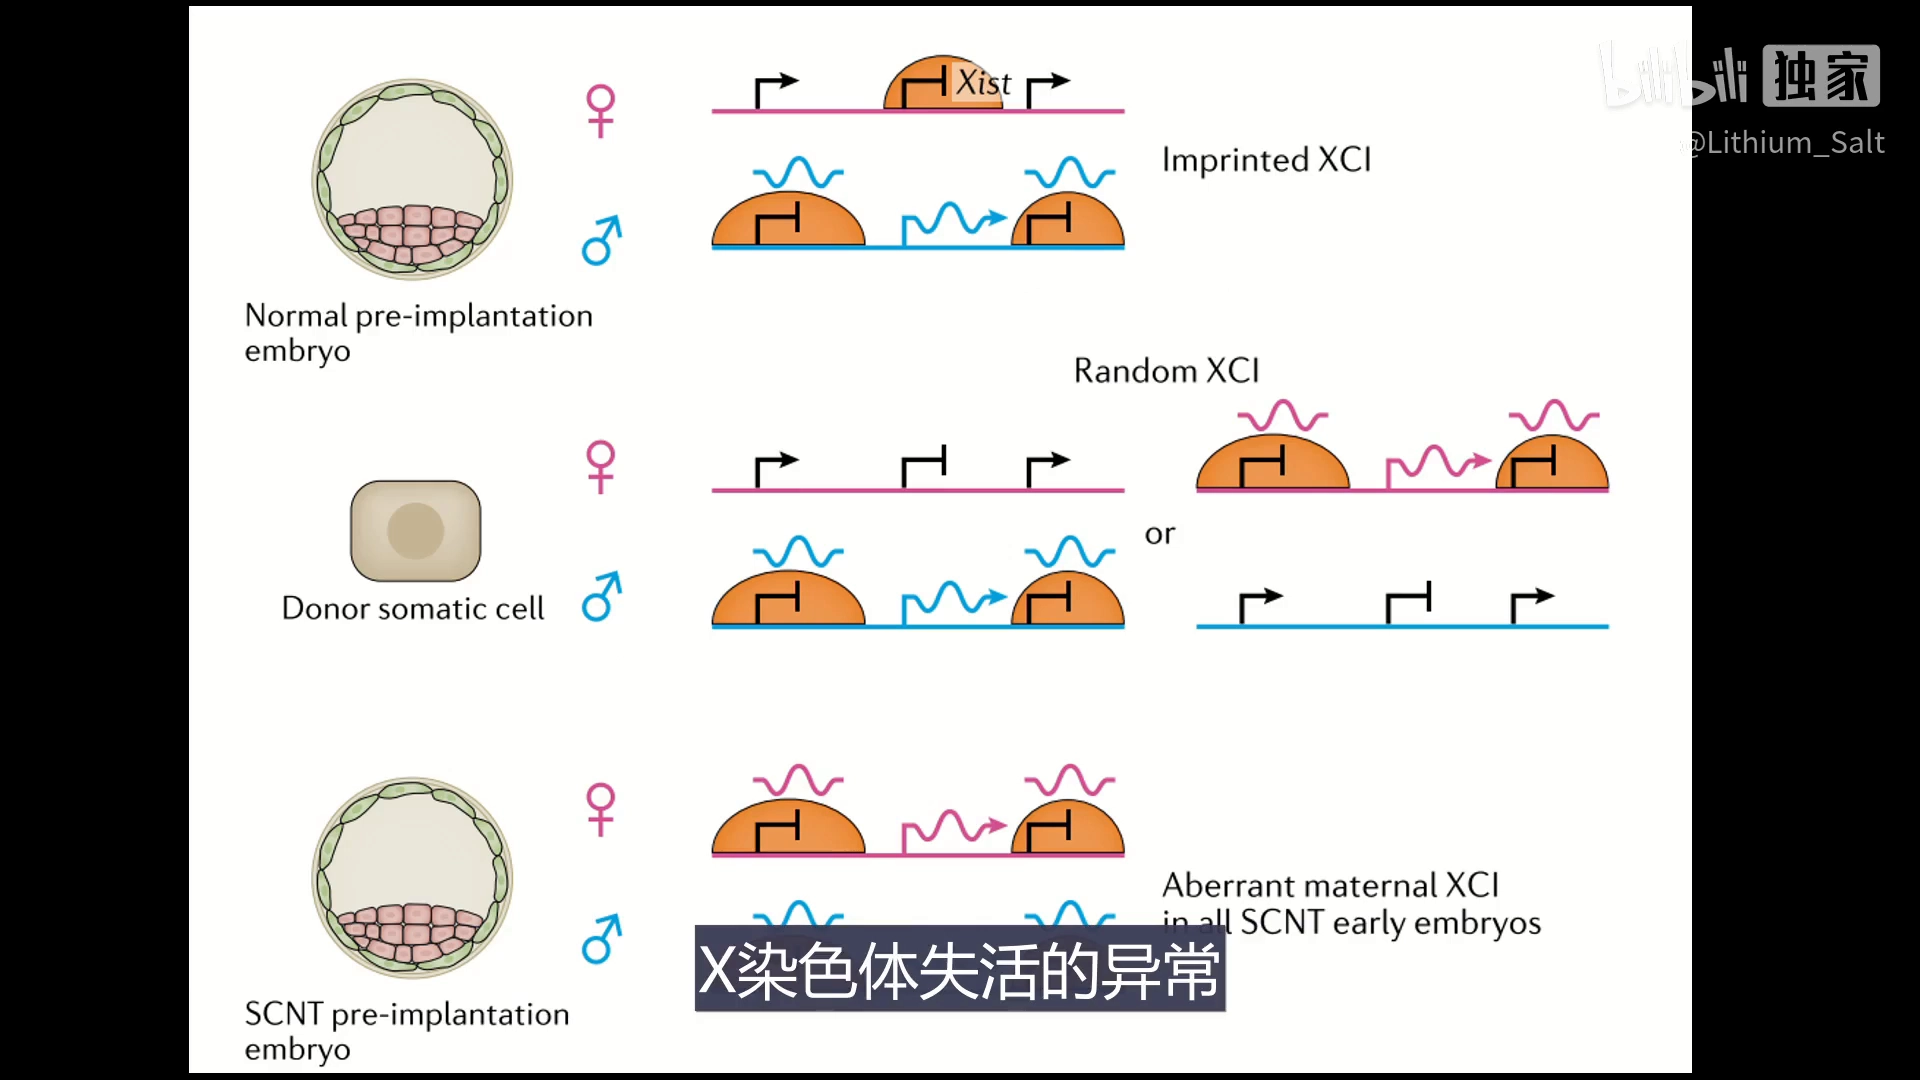 bilibili 独家
@Lithium_Salt
Xist
Imprinted XCI
Normal pre-implantation
embryo
Random XCI
or
Donor somatic cell
Aberrant maternal XCI
in all SCNT early embryos
X染色体失活的异常
SCNT pre-implantation
embryo